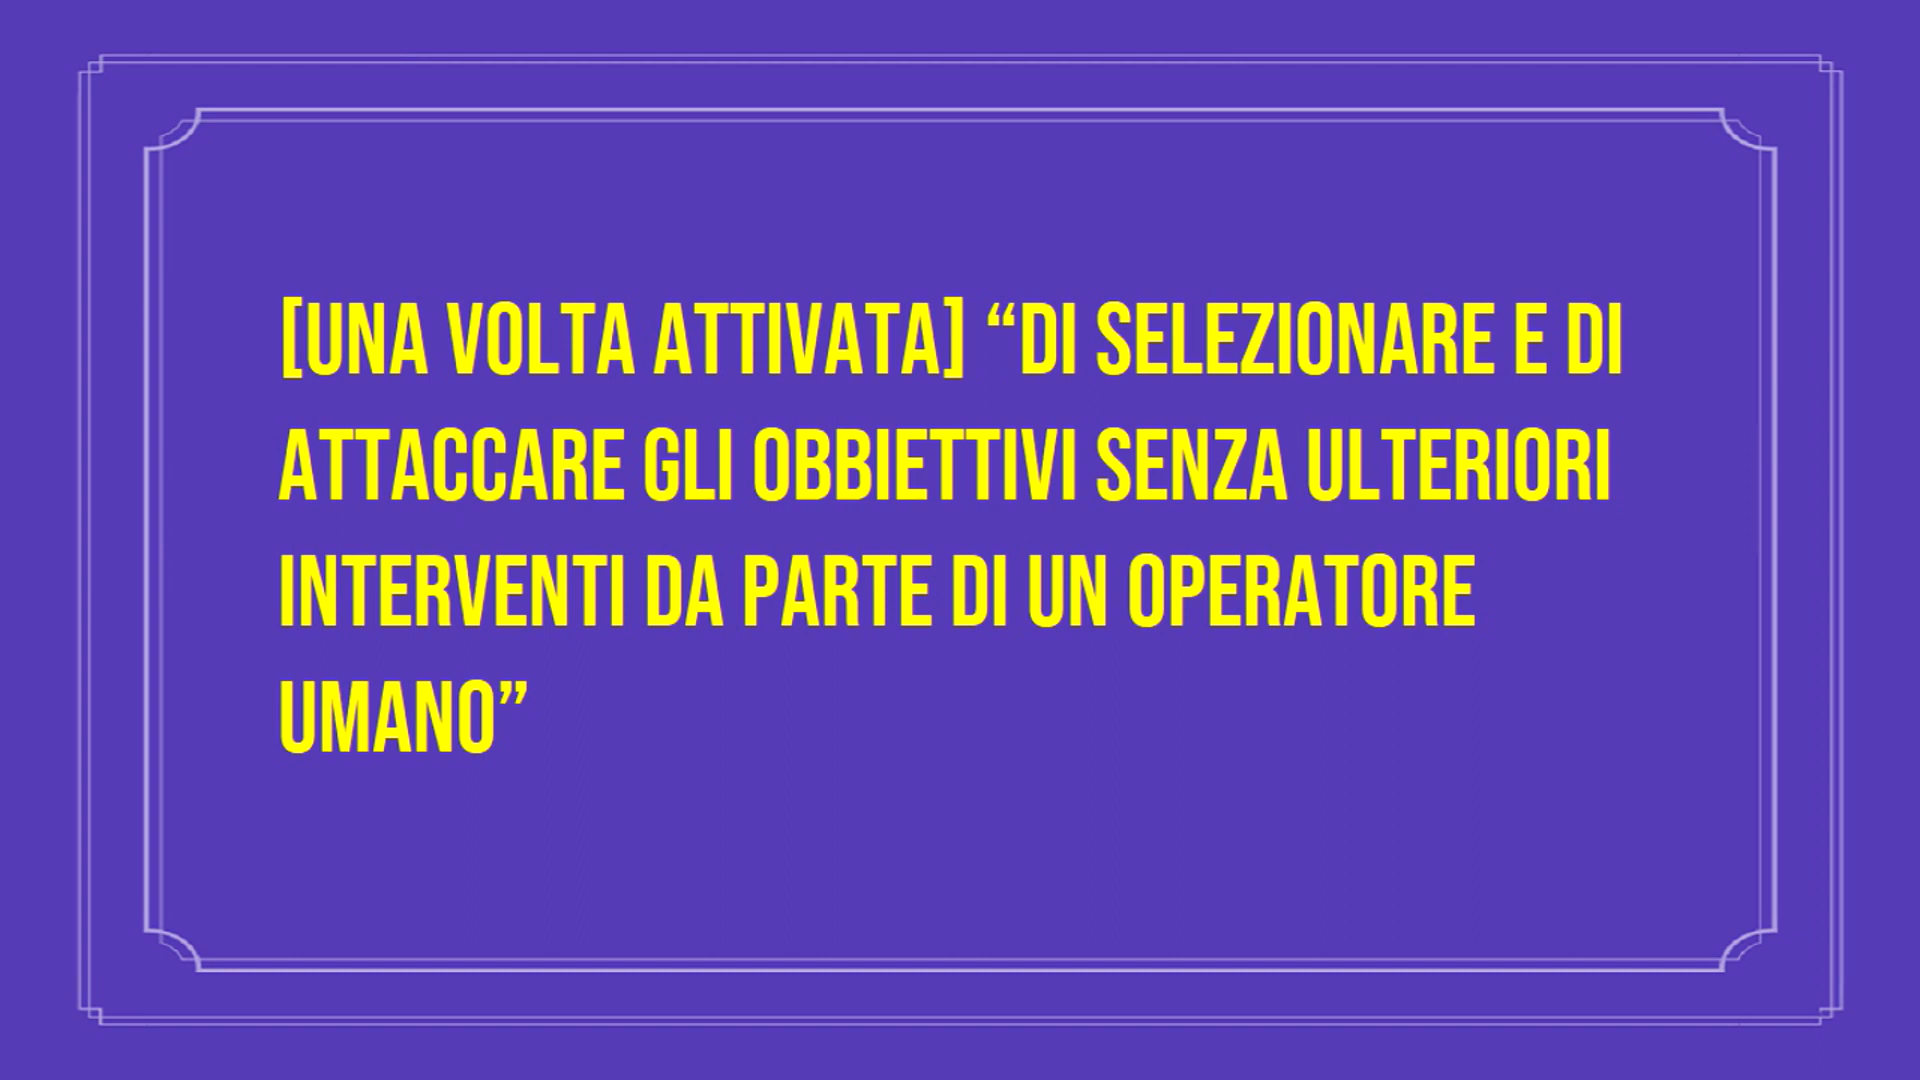 [UNA VOLTA ATTIVATA] “DI SELEZIONARE E DI
ATTACCARE GLI OBBIETTIVI SENZA ULTERIORI
INTERVENTI DA PARTE DI UN OPERATORE
UMANO”